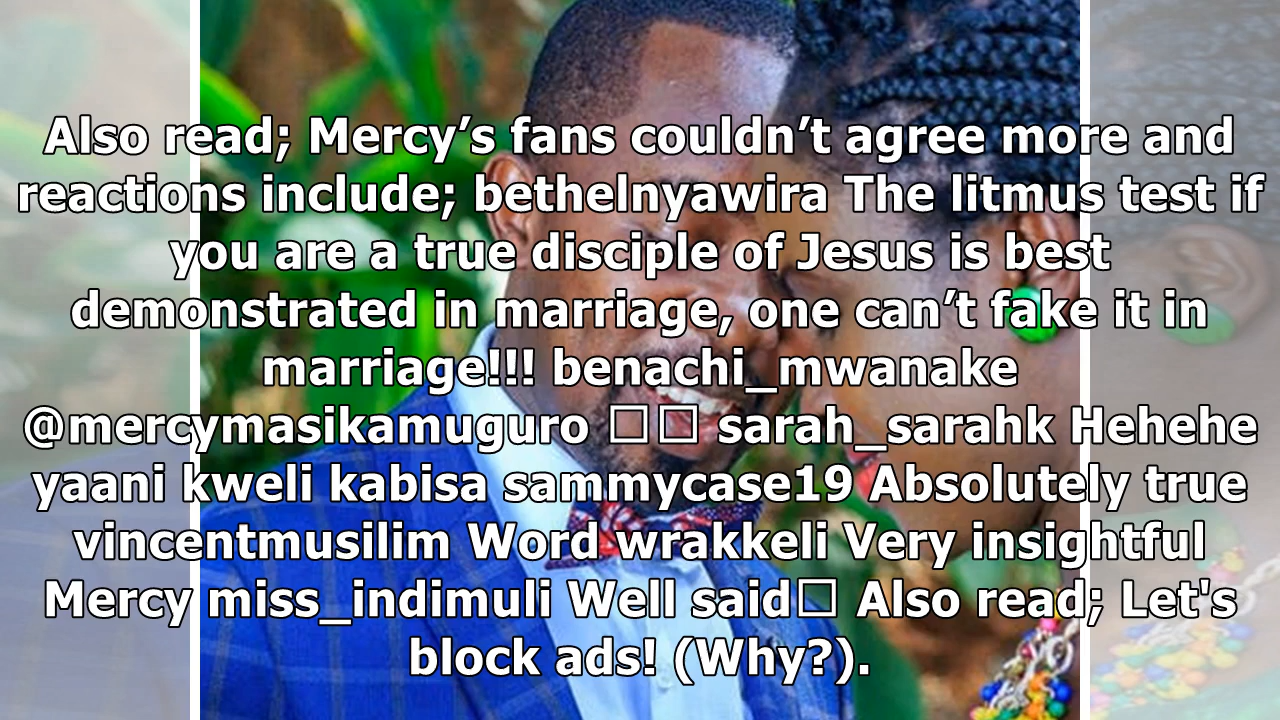 Also read; Mercy’s fans couldn’t agree more and
reactions include; bethelnyawira The litmus test if
you are a true disciple of Jesus is best
demonstrated in marriage, one can’t fake it in
marriage!!! benachi_mwanake
@mercymasikamuguro □□ sarah_sarahk Hehehe
yaani kweli kabisa sammycase19 Absolutely true
vincentmusilim Word wrakkeli Very insightful
Mercy miss_indimuli Well said□ Also read; Let's
block ads! (Why?).